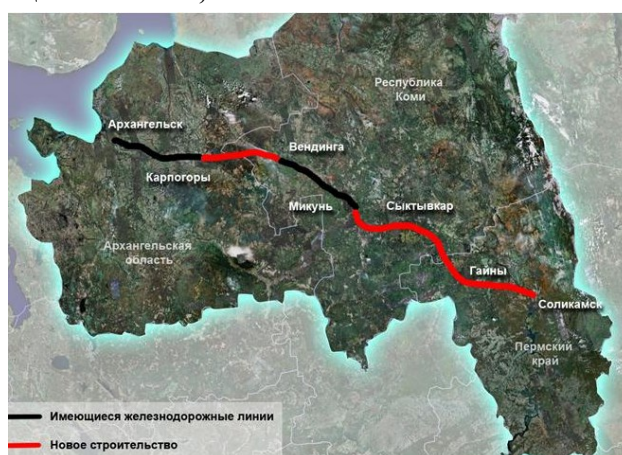 Республика
Коми
Архангельск
Вендинга
Карпогоры
Микунь
Сыктывкар
Архангельская
область
Гайны
Соликамск
Пермский
край
Имеющиеся железнодорожные линии
Новое строительство